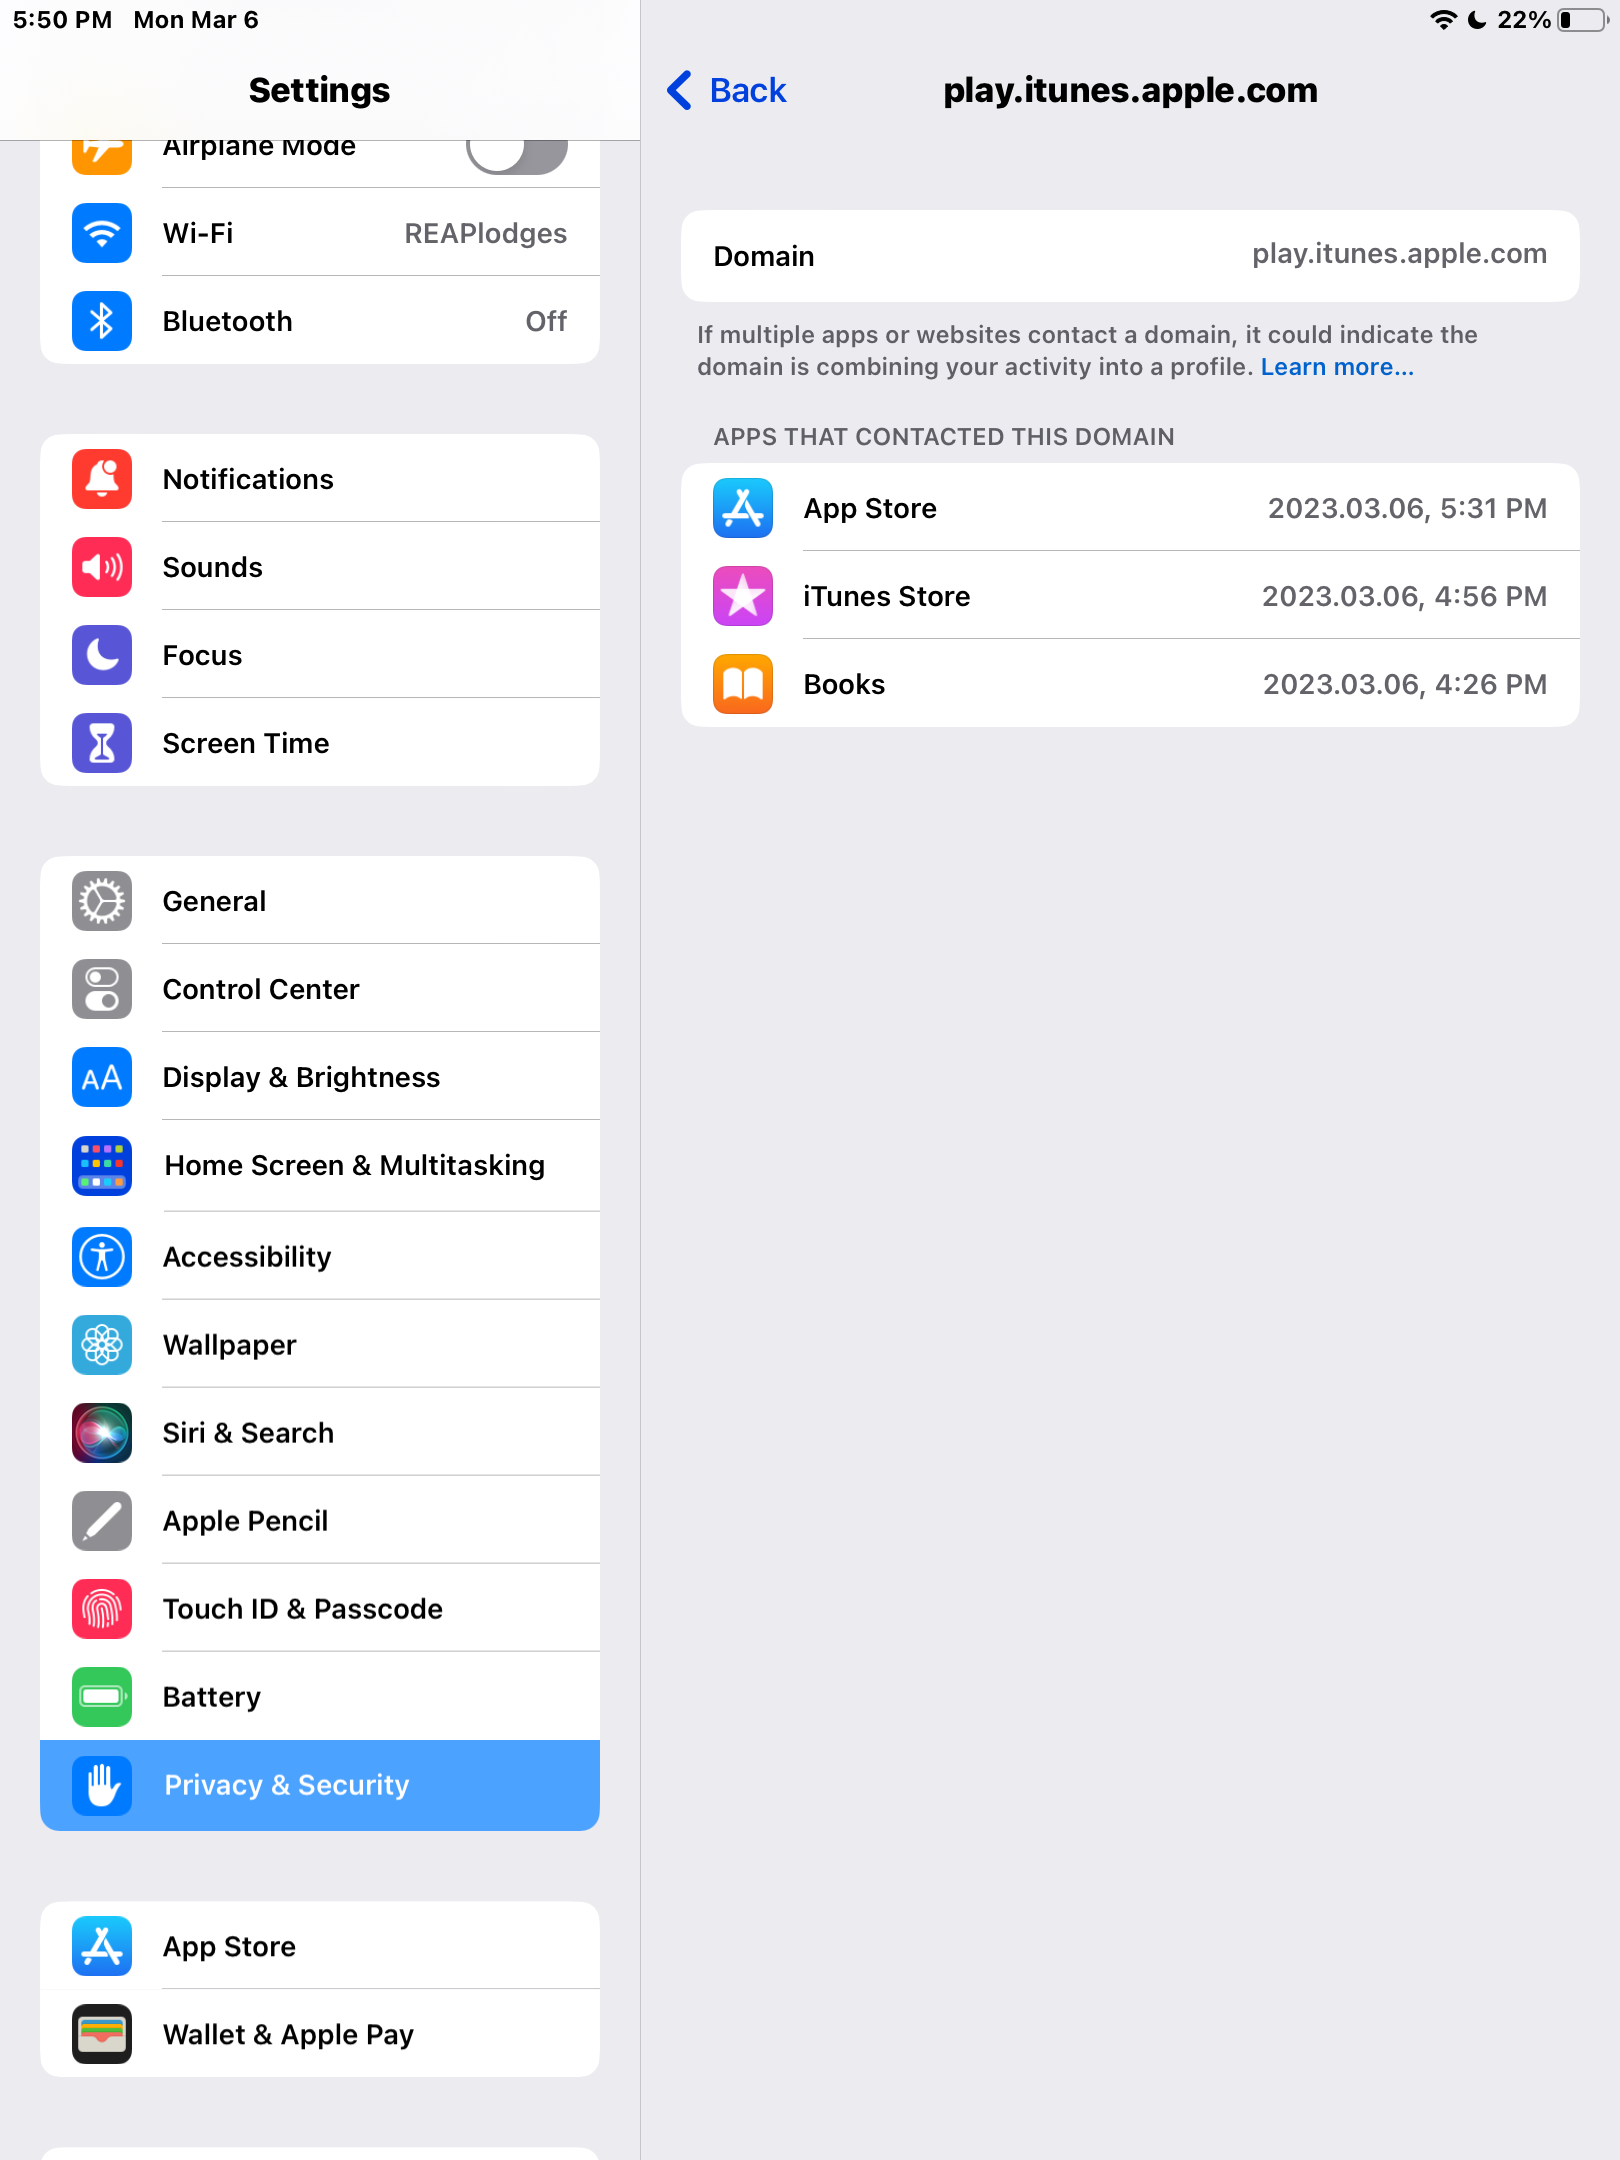 5:50 PM Mon Mar 6
22%
Settings
Airplane Mode
Wi-Fi REAPlodges
Bluetooth Off
Notifications
Sounds
Focus
Screen Time
General
Control Center
AA Display & Brightness
Home Screen & Multitasking
Accessibility
Wallpaper
Siri & Search
Apple Pencil
Touch ID & Passcode
Battery
Privacy & Security
App Store
Wallet & Apple Pay
Back play.itunes.apple.com
Domain play.itunes.apple.com
If multiple apps or websites contact a domain, it could indicate the
domain is combining your activity into a profile. Learn more...
APPS THAT CONTACTED THIS DOMAIN
App Store 2023.03.06, 5:31 PM
iTunes Store 2023.03.06, 4:56 PM
Books 2023.03.06, 4:26 PM